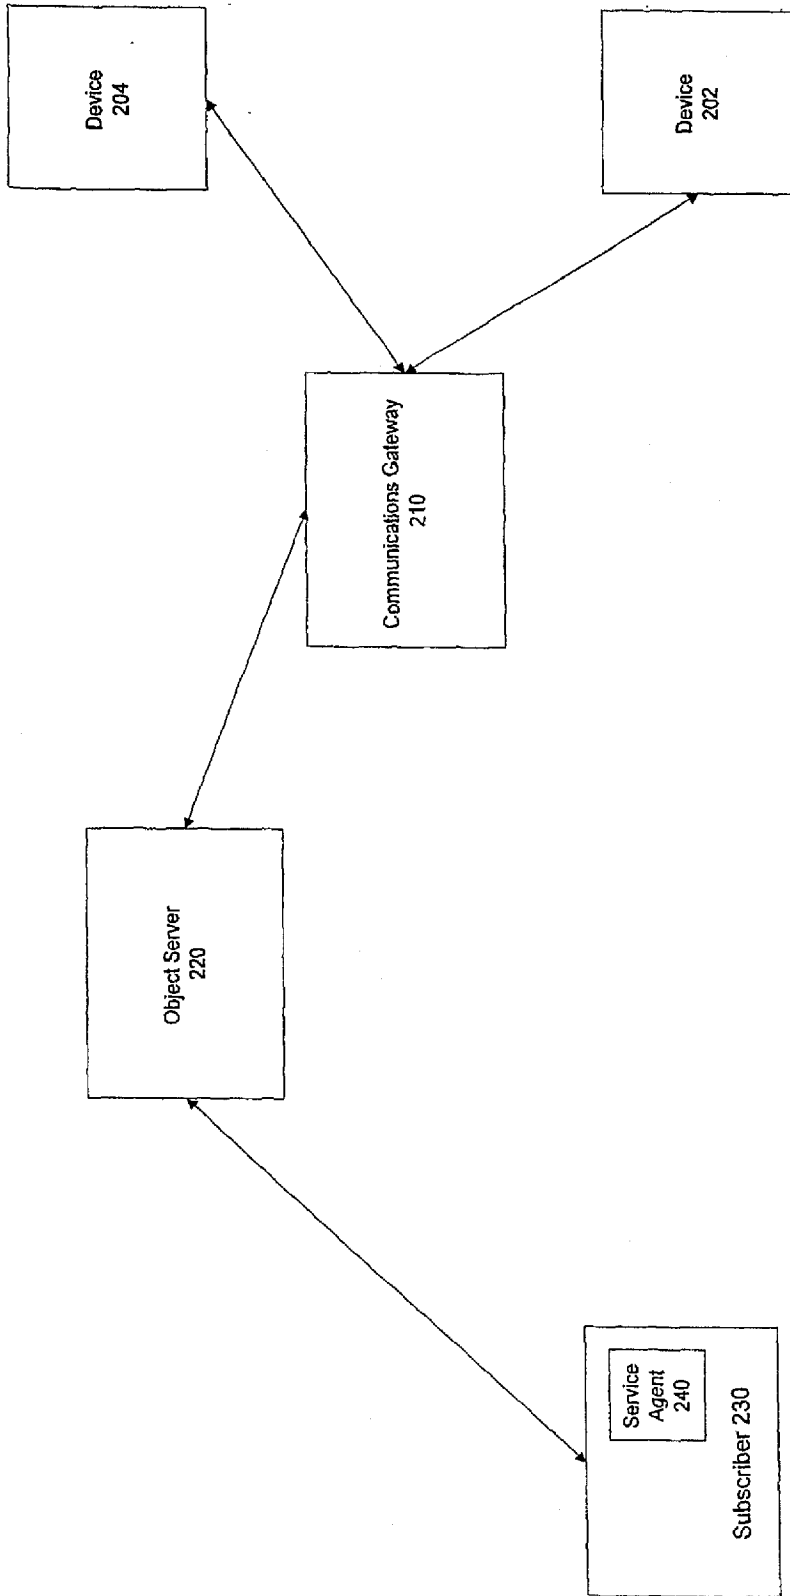 Device
204
Device
202
Communications Gateway
210
Object Server
220
Service
Agent
240
Subscriber 230